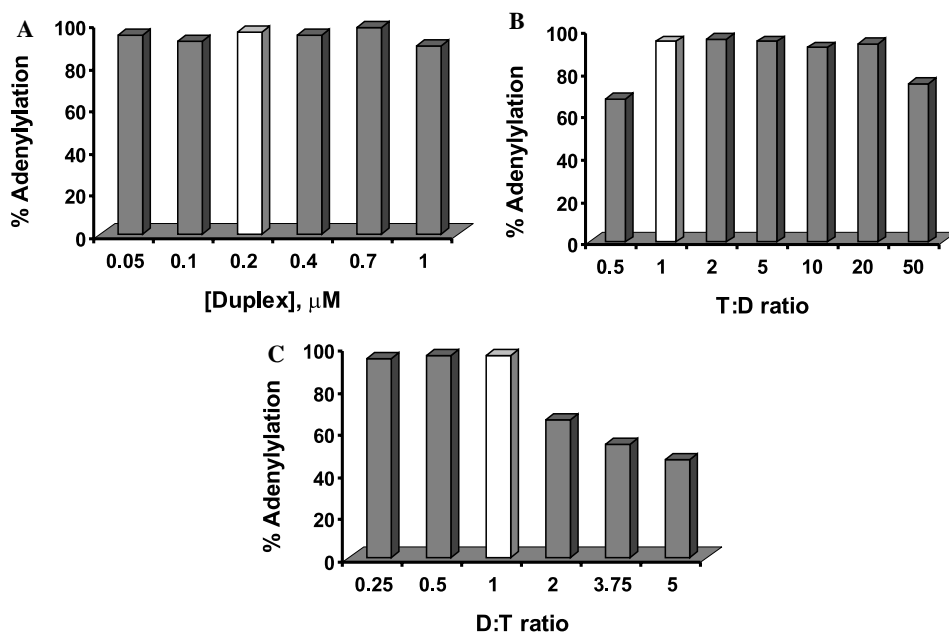 A
% Adenylylation
100
80
60
40
20
0
0.05 0.1 0.2 0.4 0.7 1
[Duplex], μM
B
% Adenylylation
100
80
60
40
20
0
0.5 1 2 5 10 20 50
T:D ratio
C
% Adenylylation
100
80
60
40
20
0
0.25 0.5 1 2 3.75 5
D:T ratio